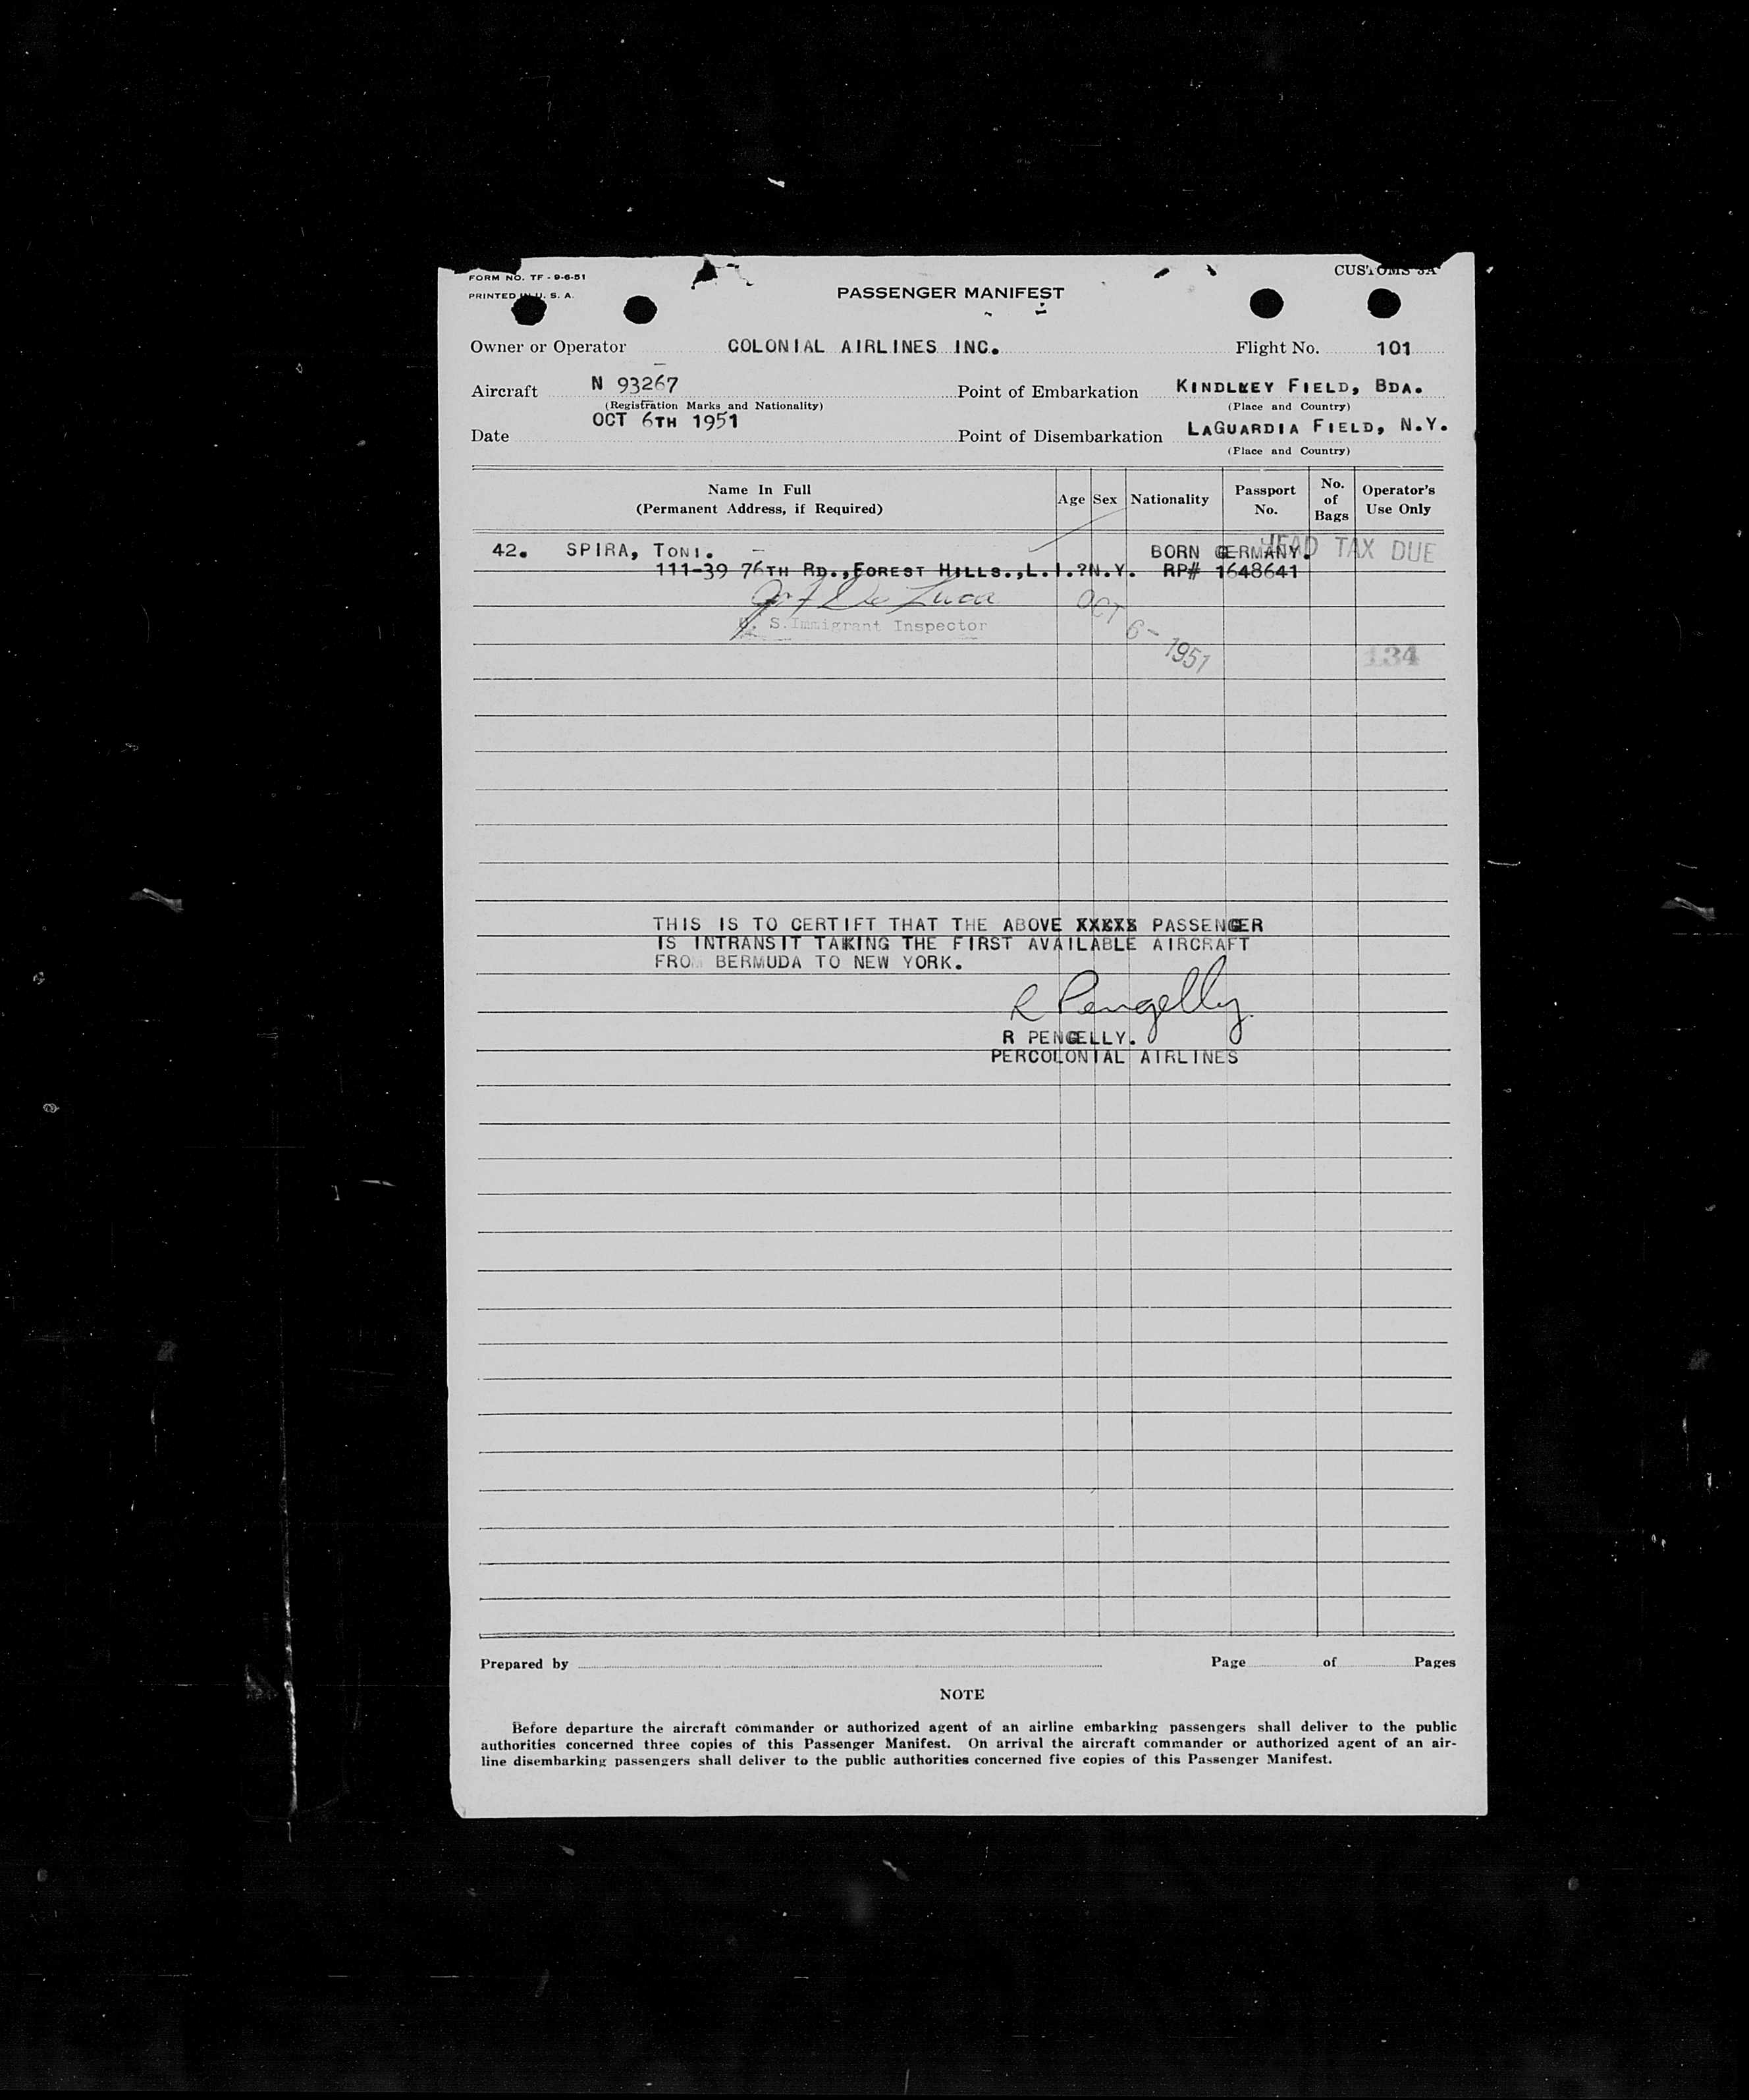 FORM NO. TF - 9-6-51
PRINTED IN U. S. A.
CUSTOMS 3A
PASSENGER MANIFEST
Owner or Operator COLONIAL AIRLINES INC. Flight No. 101
Aircraft N 93267 Point of Embarkation KINDLKEY FIELD, BDA.
(Registration Marks and Nationality) (Place and Country)
Date OCT 6TH 1951 Point of Disembarkation LAGUARDIA FIELD, N.Y.
(Place and Country)
Name In Full (Permanent Address, if Required) Age Sex Nationality Passport No. No. of Bags Operator's Use Only
42. SPIRA, TONI. - BORN GERMANY. HEAD TAX DUE
111-39 76TH RD.,FOREST HILLS.,L.I.?N.Y. RP# 1648641
De Luca
U. S. Immigrant Inspector
OCT 6- 1951
134
THIS IS TO CERTIFT THAT THE ABOVE XXXXX PASSENGER
IS INTRANSIT TAKING THE FIRST AVAILABLE AIRCRAFT
FROM BERMUDA TO NEW YORK.
R Pengelly
R PENGELLY.
PERCOLONIAL AIRLINES
Prepared by Page of Pages
NOTE
Before departure the aircraft commander or authorized agent of an airline embarking passengers shall deliver to the public
authorities concerned three copies of this Passenger Manifest. On arrival the aircraft commander or authorized agent of an air-
line disembarking passengers shall deliver to the public authorities concerned five copies of this Passenger Manifest.